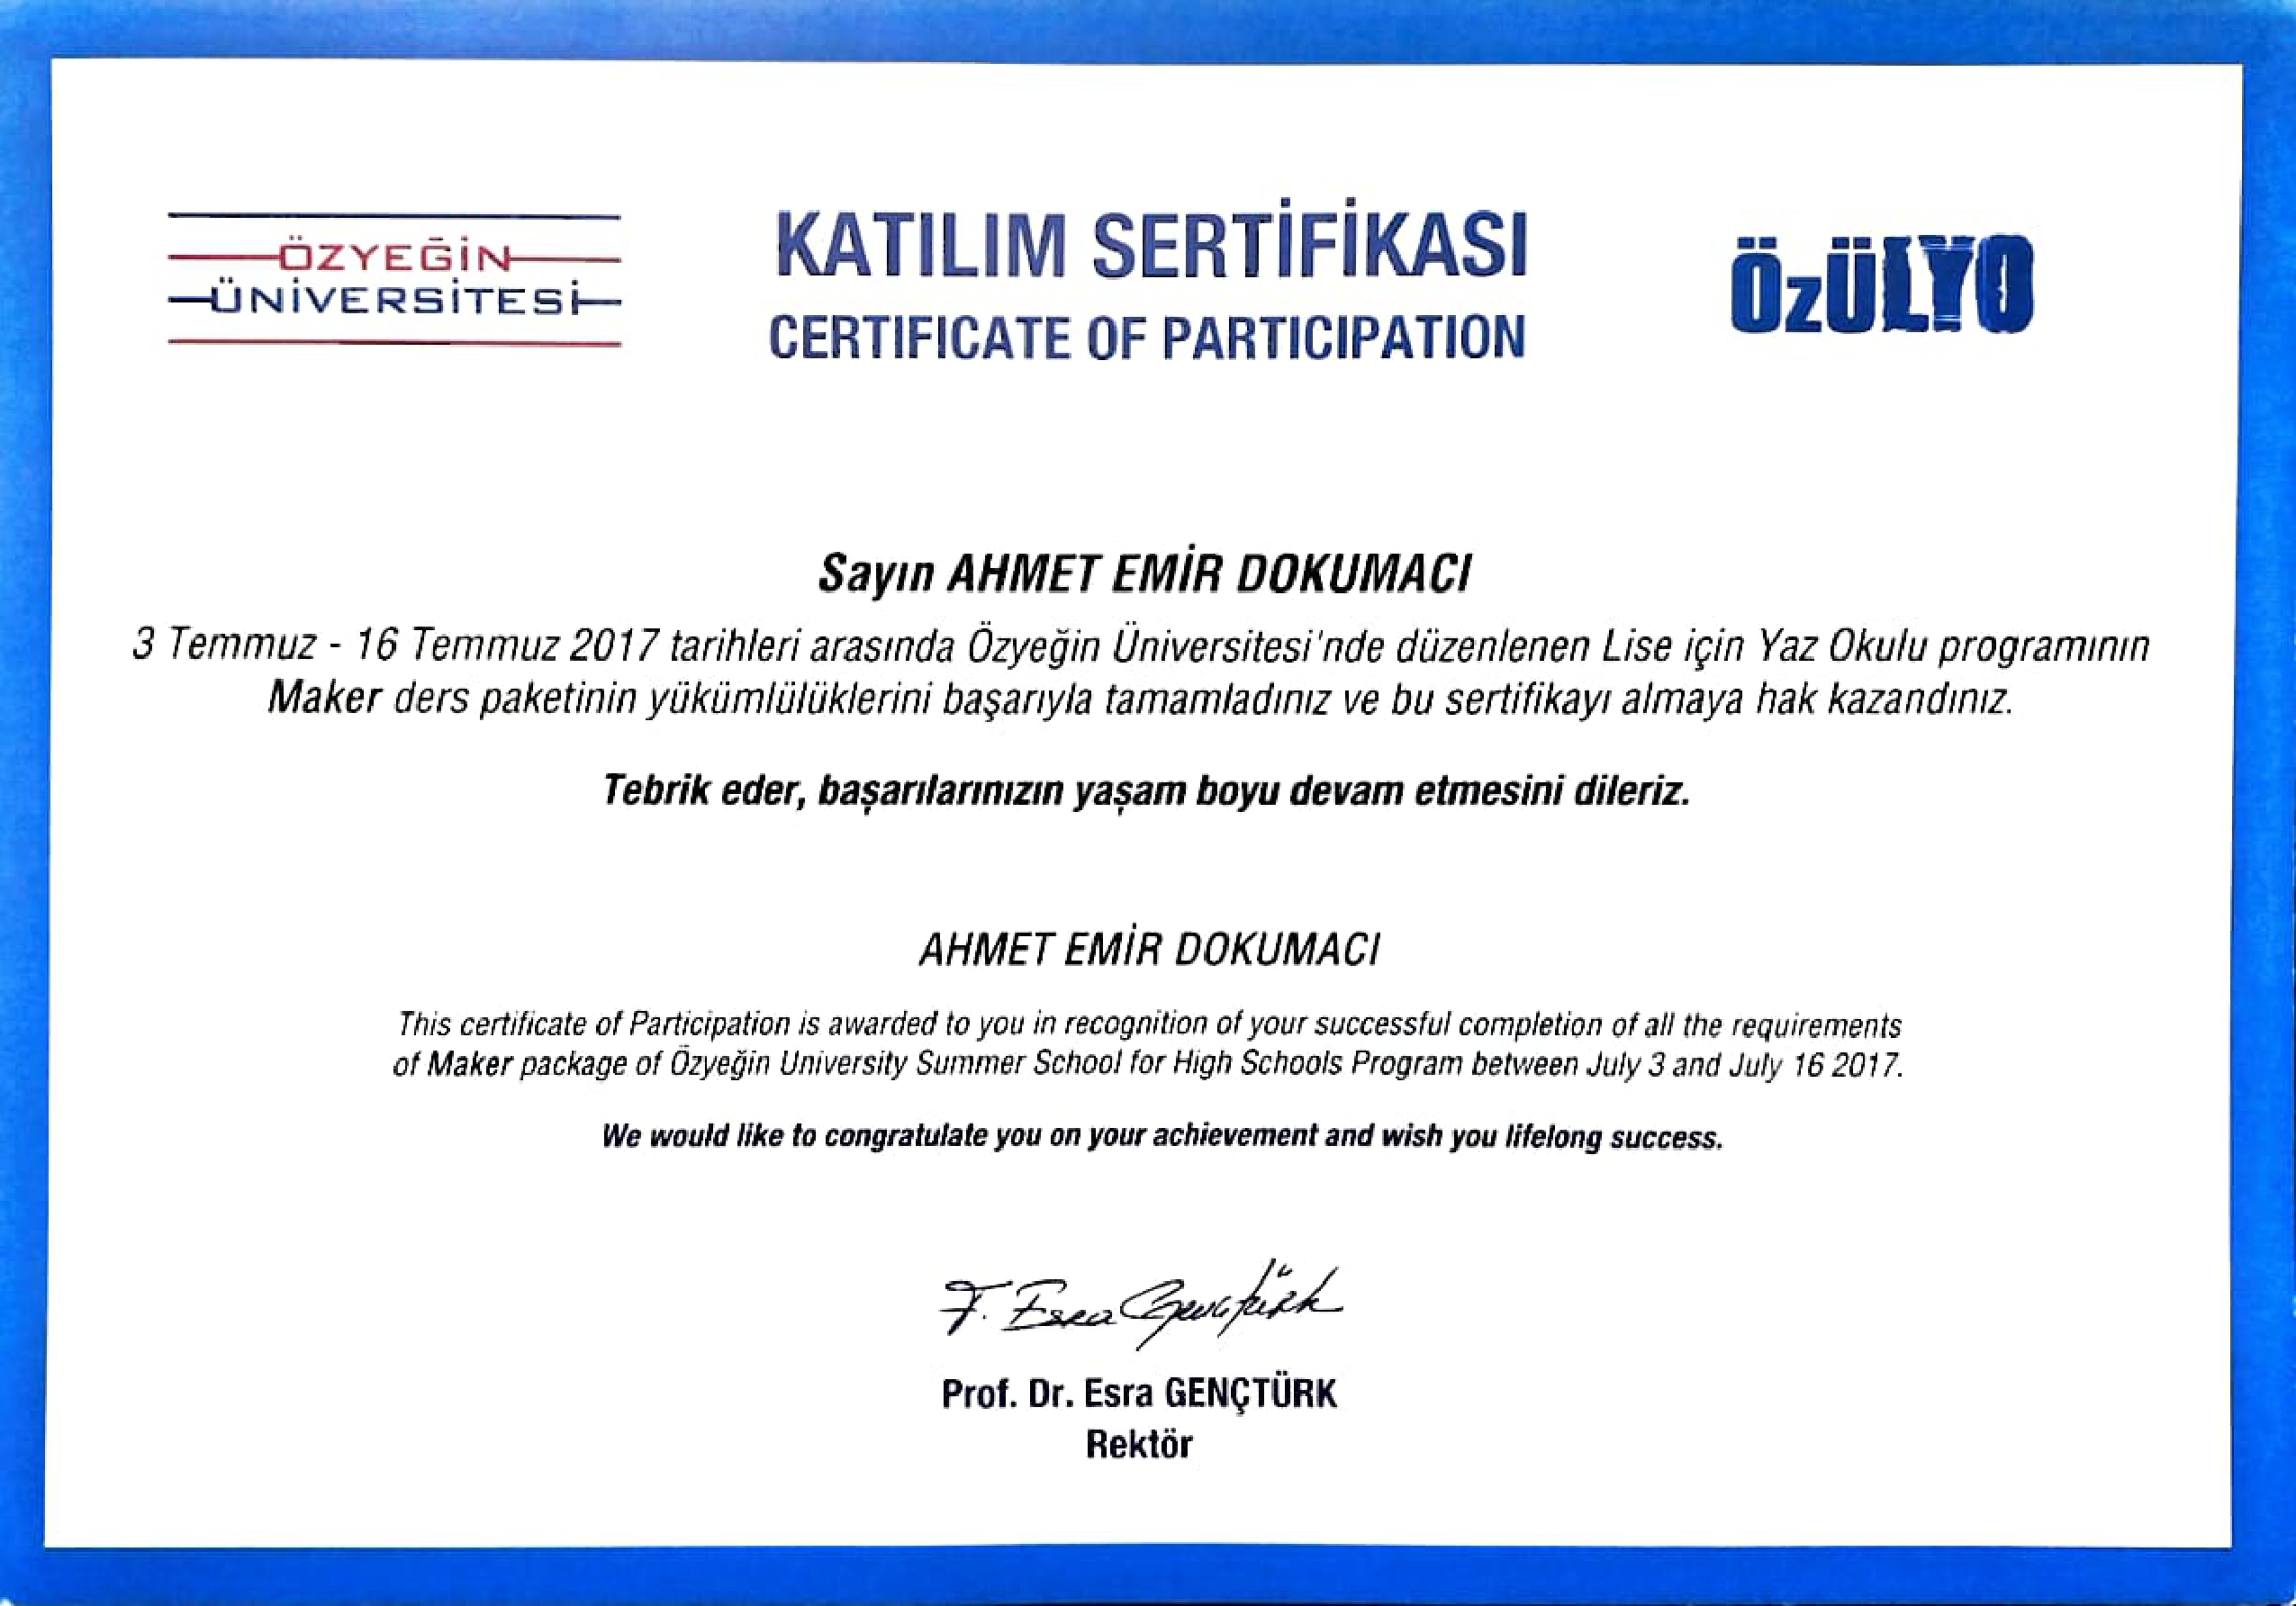 ÖZYEĞİN
ÜNİVERSİTESİ
KATILIM SERTİFİKASI
CERTIFICATE OF PARTICIPATION
ÖzÜLYO
Sayın AHMET EMİR DOKUMACI
3 Temmuz - 16 Temmuz 2017 tarihleri arasında Özyeğin Üniversitesi'nde düzenlenen Lise için Yaz Okulu programının
Maker ders paketinin yükümlülüklerini başarıyla tamamladınız ve bu sertifikayı almaya hak kazandınız.
Tebrik eder, başarılarınızın yaşam boyu devam etmesini dileriz.
AHMET EMİR DOKUMACI
This certificate of Participation is awarded to you in recognition of your successful completion of all the requirements
of Maker package of Özyeğin University Summer School for High Schools Program between July 3 and July 16 2017.
We would like to congratulate you on your achievement and wish you lifelong success.
F. Esra Gençtürk
Prof. Dr. Esra GENÇTÜRK
Rektör